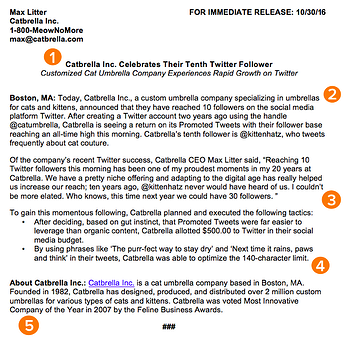 Max Litter FOR IMMEDIATE RELEASE: 10/30/16
Catbrella Inc.
1-800-MeowNoMore
max@catbrella.com
1
Catbrella Inc. Celebrates Their Tenth Twitter Follower
Customized Cat Umbrella Company Experiences Rapid Growth on Twitter
2
Boston, MA: Today, Catbrella, Inc., a custom umbrella company specializing in umbrellas
for cats and kittens, announced that they have reached 10 followers on the social media
platform Twitter. After creating a Twitter account two years ago using the handle
@catumbrella, Catbrella is seeing a return on its Promoted Tweets with their follower base
reaching an all-time high this morning. Catbrella's tenth follower is @kittenhatz, who tweets
frequently about cat couture.
Of the company's recent Twitter success, Catbrella CEO Max Litter said, "Reaching 10
Twitter followers this morning has been one of my proudest moments in my 20 years at
Catbrella. We have a pretty niche offering and adapting to the digital age has really helped
us increase our reach; ten years ago, @kittenhatz never would have heard of us. I couldn't
be more elated. Who knows, this time next year we could have 30 followers. "
3
To gain this momentous following, Catbrella planned and executed the following tactics:
• After deciding, based on gut instinct, that Promoted Tweets were far easier to
leverage than organic content, Catbrella allotted $500.00 to Twitter in their social
media budget.
• By using phrases like 'The purr-fect way to stay dry' and 'Next time it rains, paws
and think' in their tweets, Catbrella was able to optimize the 140-character limit.
4
About Catbrella Inc.: Catbrella Inc. is a cat umbrella company based in Boston, MA.
Founded in 1982, Catbrella has designed, produced, and distributed over 2 million custom
umbrellas for various types of cats and kittens. Catbrella was voted Most Innovative
Company of the Year in 2007 by the Feline Business Awards.
5
###